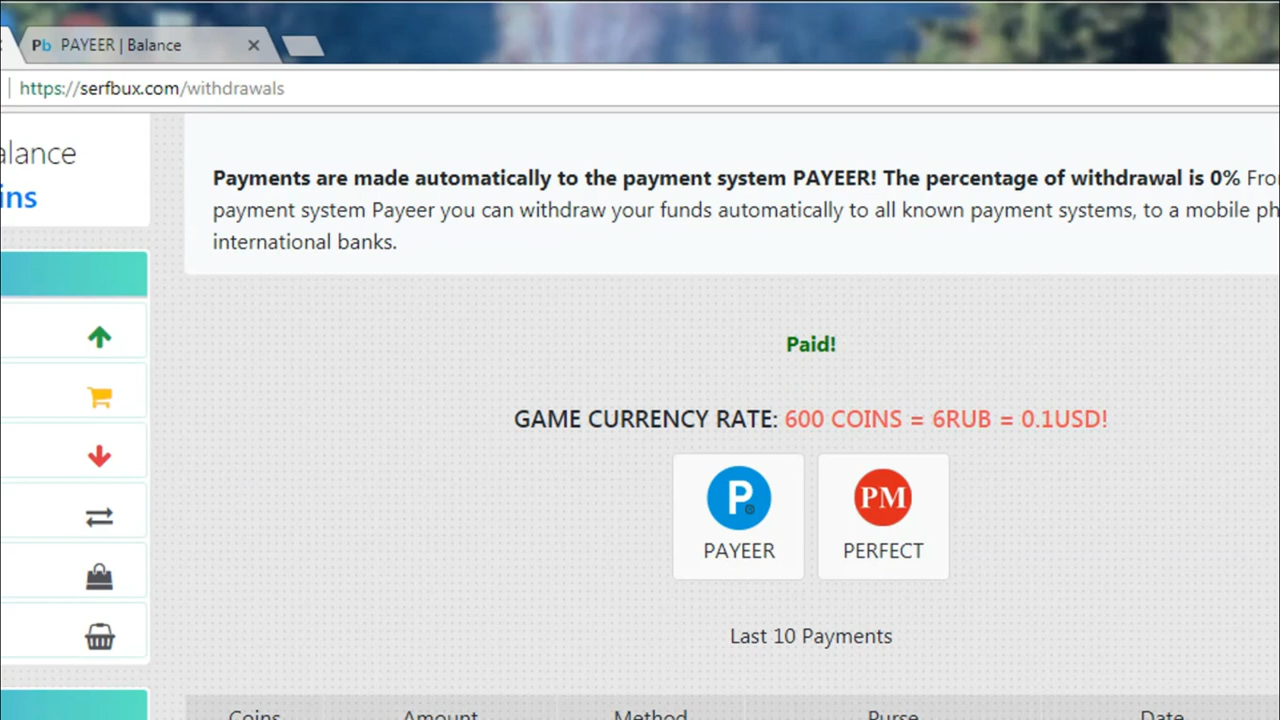 Pb PAYEER | Balance
https://serfbux.com/withdrawals
alance
ins
Payments are made automatically to the payment system PAYEER! The percentage of withdrawal is 0% Fro
payment system Payeer you can withdraw your funds automatically to all known payment systems, to a mobile ph
international banks.
Paid!
GAME CURRENCY RATE: 600 COINS = 6RUB = 0.1USD!
P PM
PAYEER PERFECT
Last 10 Payments
Coins Amount Method Purse Date